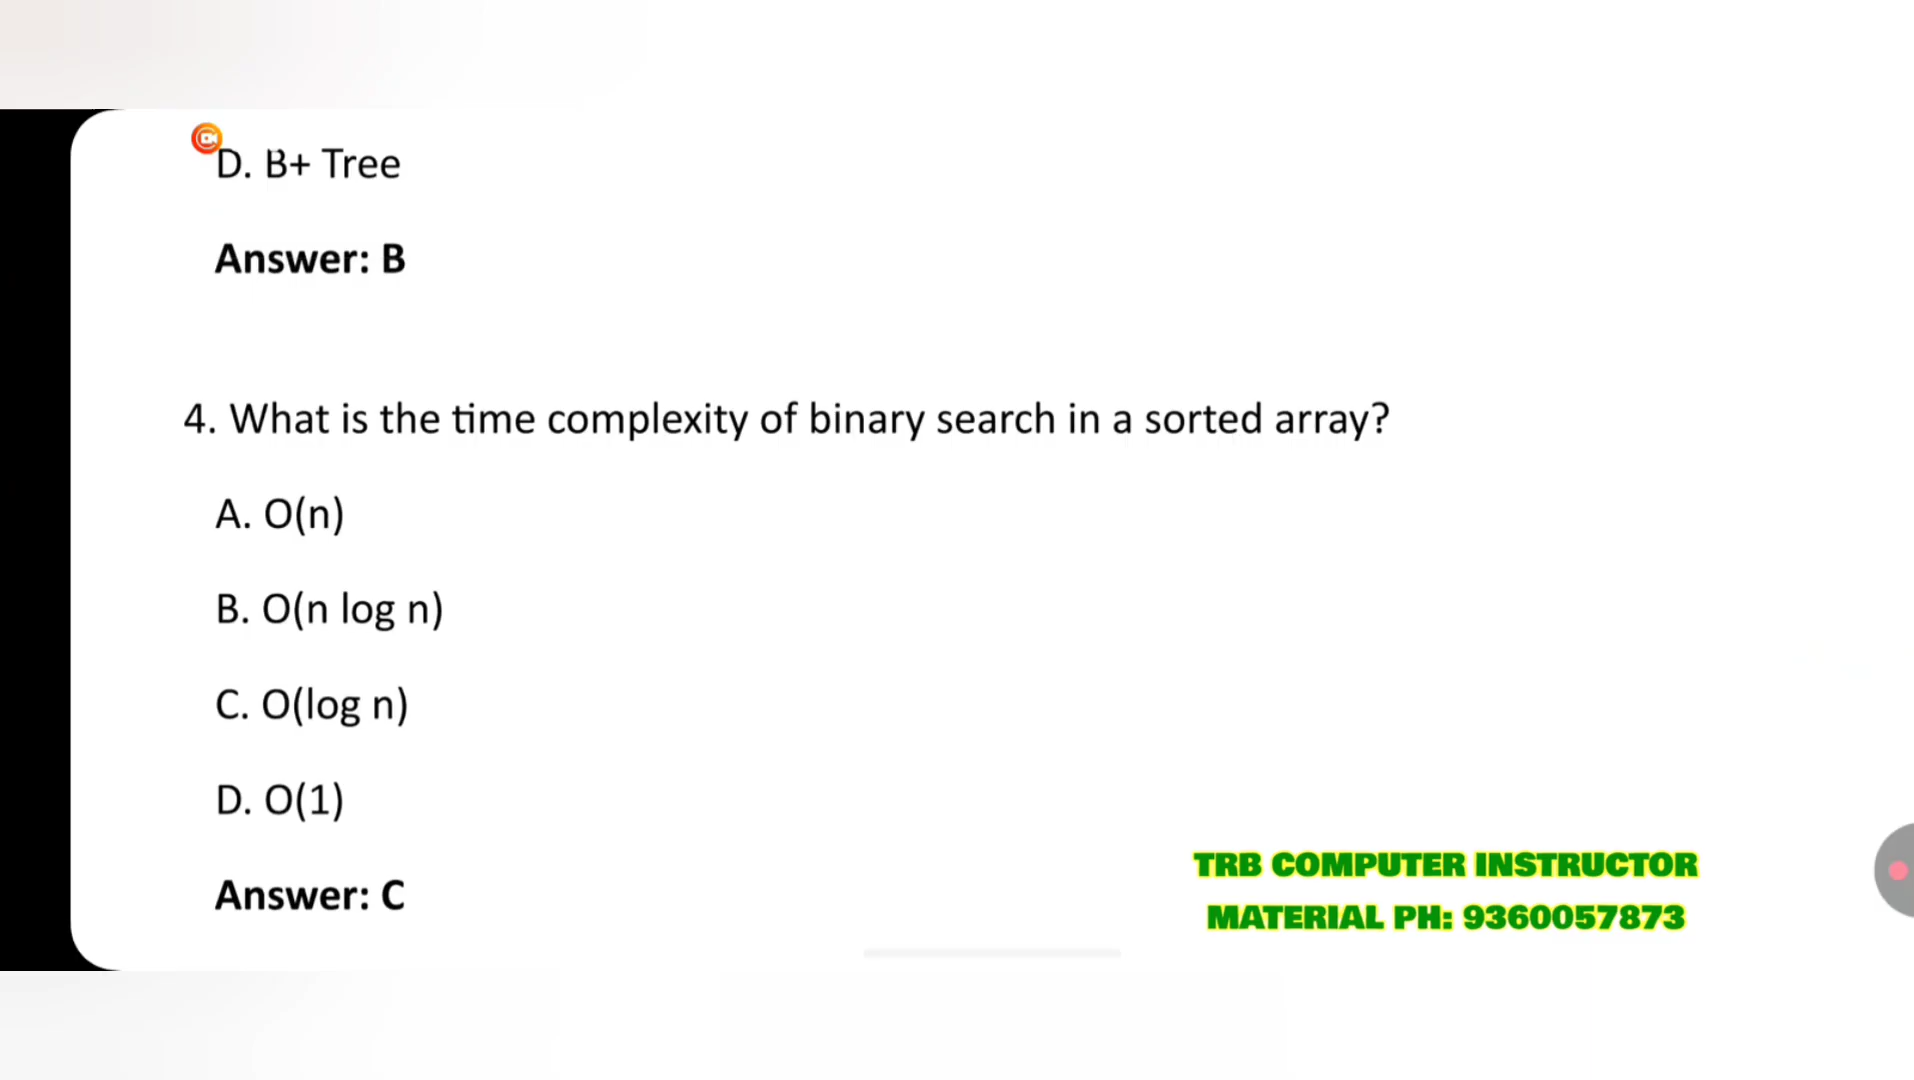 D. B+ Tree
Answer: B
4. What is the time complexity of binary search in a sorted array?
A. O(n)
B. O(n log n)
C. O(log n)
D. O(1)
Answer: C
TRB COMPUTER INSTRUCTOR
MATERIAL PH: 9360057873